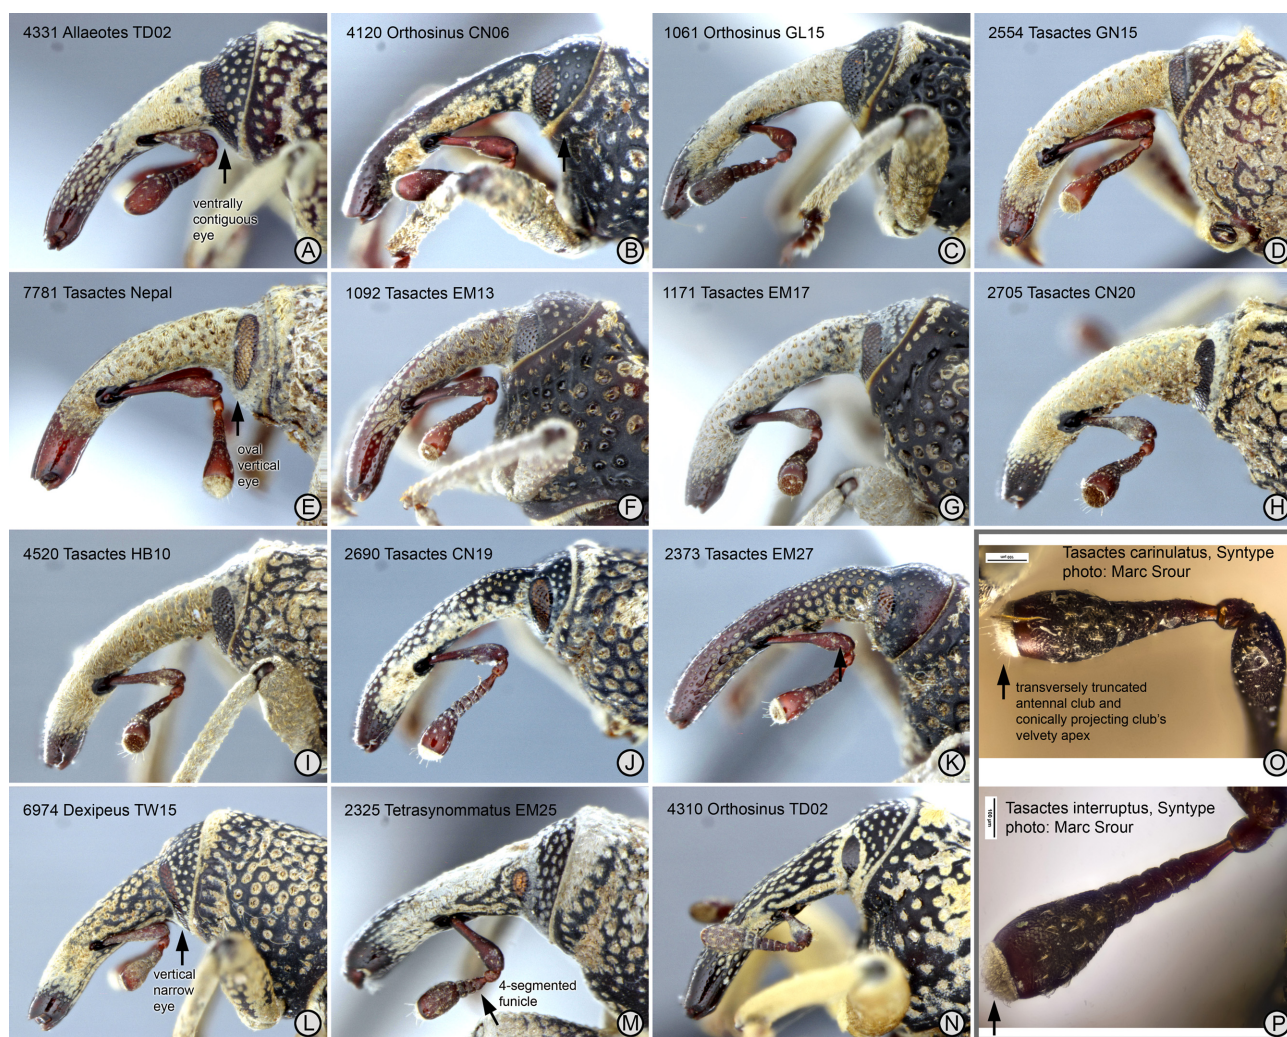 4331 Allaeotes TD02
ventrally
contiguous
eye
A
4120 Orthosinus CN06
B
1061 Orthosinus GL15
C
2554 Tasactes GN15
D
7781 Tasactes Nepal
oval
vertical
eye
E
1092 Tasactes EM13
F
1171 Tasactes EM17
G
2705 Tasactes CN20
H
4520 Tasactes HB10
I
2690 Tasactes CN19
J
2373 Tasactes EM27
K
Tasactes carinulatus, Syntype
photo: Marc Srour
transversely truncated
antennal club and
conically projecting club's
velvety apex
O
6974 Dexipeus TW15
vertical
narrow
eye
L
2325 Tetrasynommatus EM25
4-segmented
funicle
M
4310 Orthosinus TD02
N
100 µm
Tasactes interruptus, Syntype
photo: Marc Srour
P